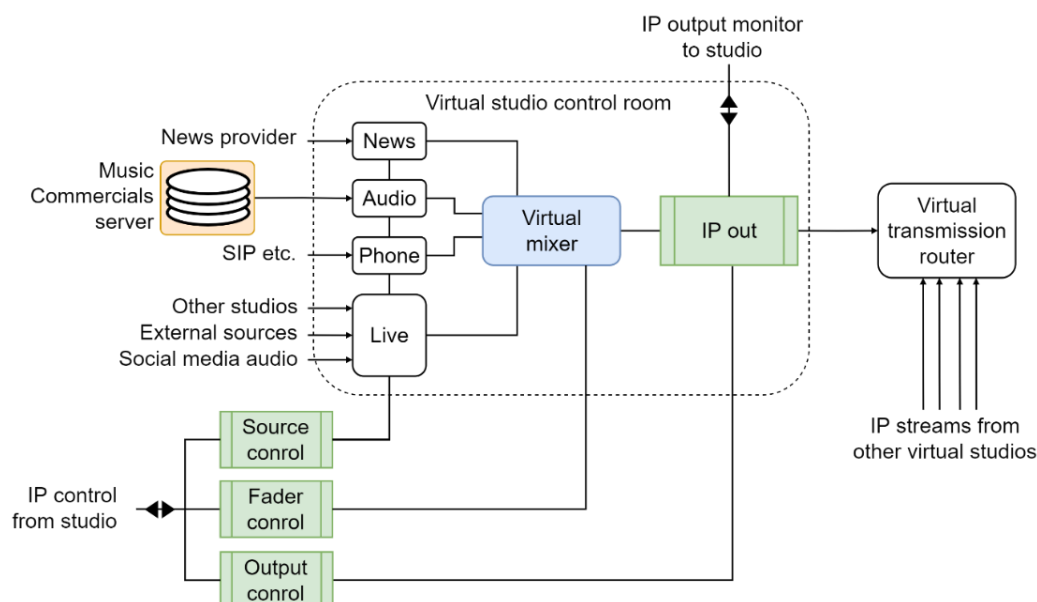 IP output monitor
to studio
Virtual studio control room
News provider
News
Music
Commercials
server
Audio
SIP etc.
Phone
Other studios
External sources
Social media audio
Live
Virtual
mixer
IP out
Virtual
transmission
router
IP streams from
other virtual studios
Source
conrol
IP control
from studio
Fader
conrol
Output
conrol